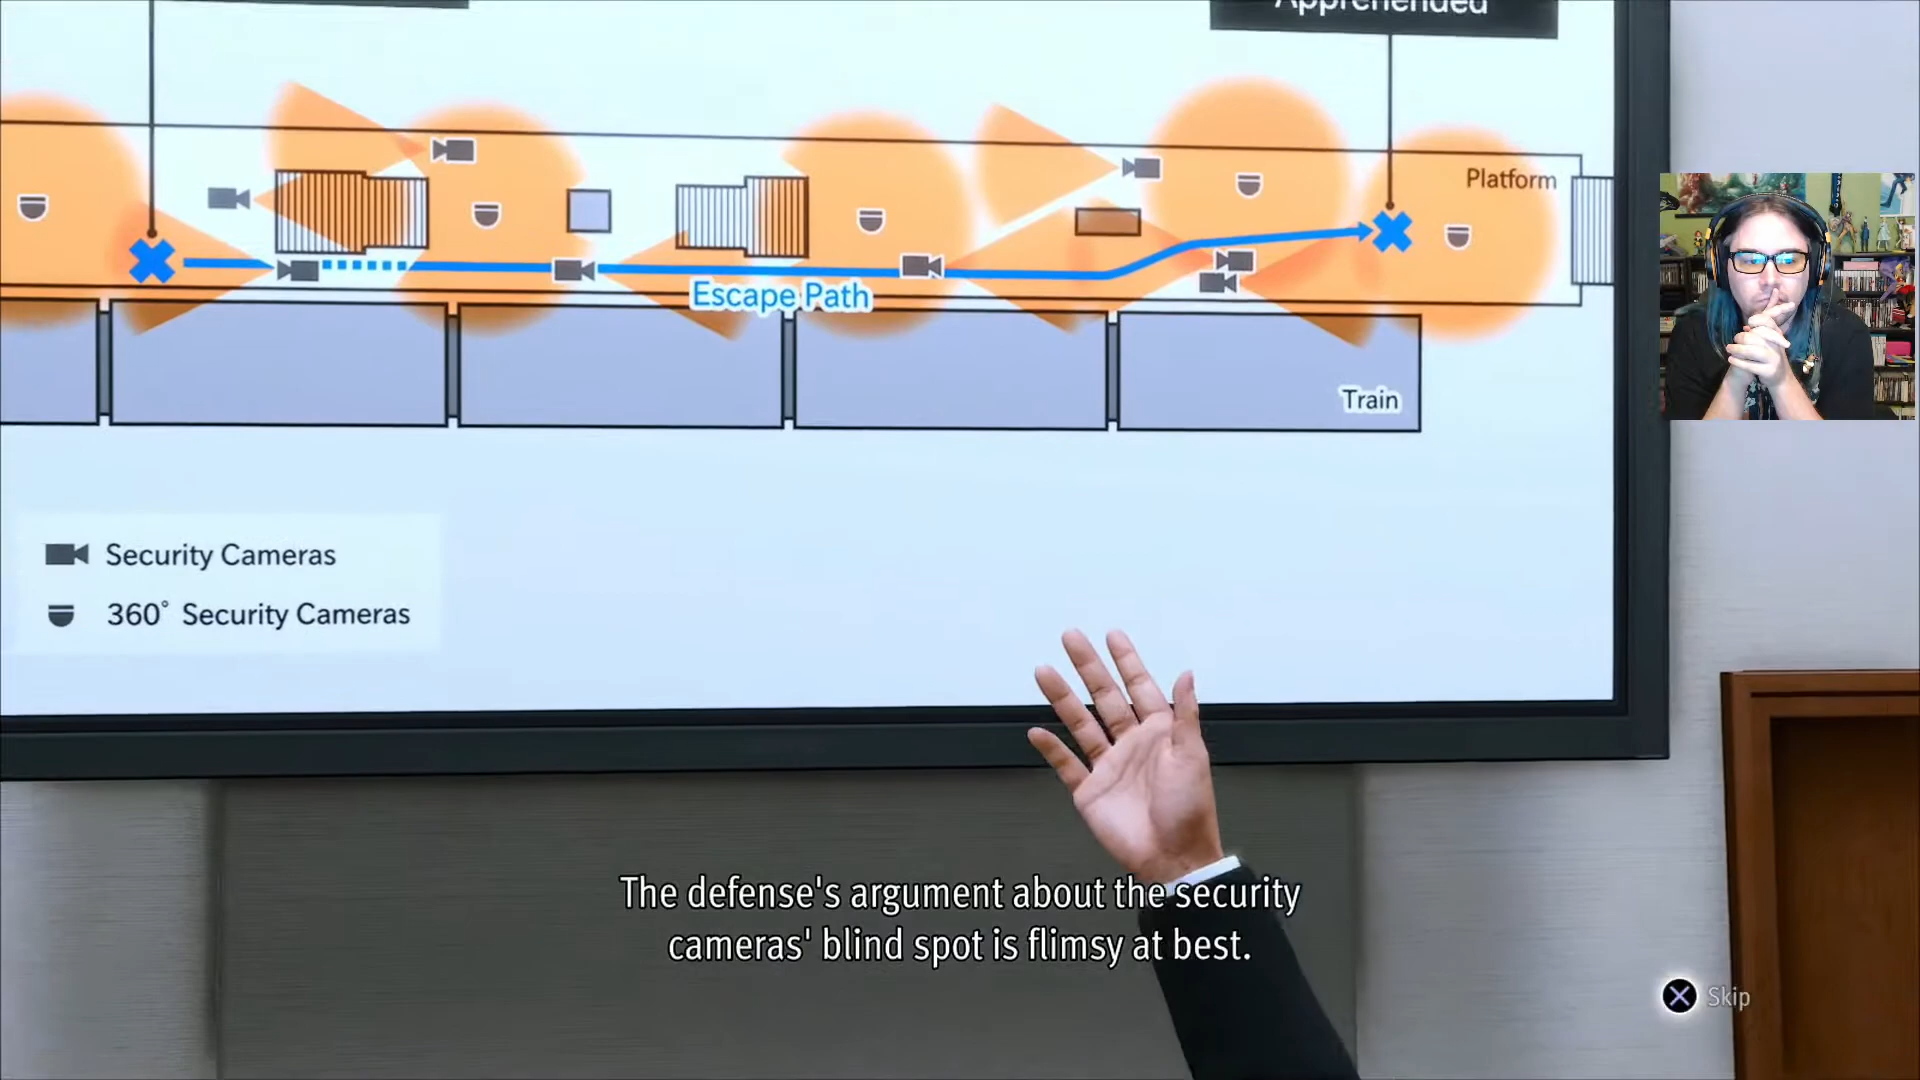 Apprehended
Platform
Escape Path
Train
Security Cameras
360° Security Cameras
The defense's argument about the security
cameras' blind spot is flimsy at best.
Skip